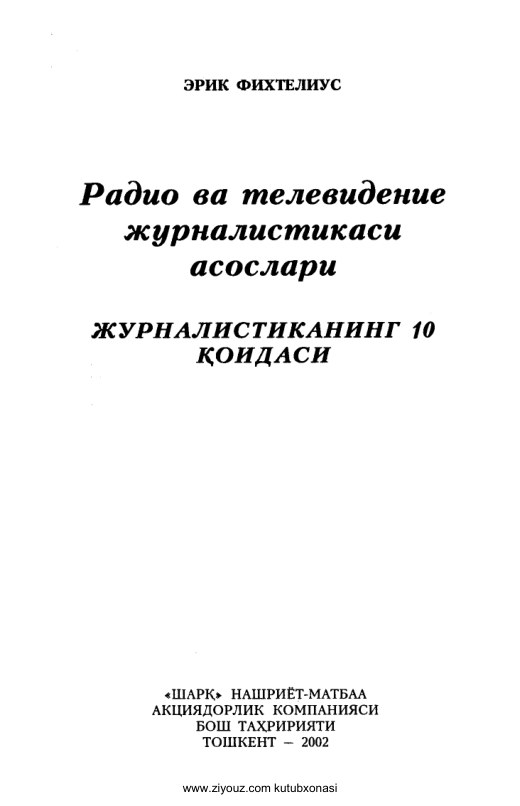 ЭРИК ФИХТЕЛИУС
Радио ва телевидение
журналистикаси
асослари
ЖУРНАЛИСТИКАНИНГ 10
ҚОИДАСИ
«ШАРҚ» НАШРИЁТ-МАТБАА
АКЦИЯДОРЛИК КОМПАНИЯСИ
БОШ ТАҲРИРИЯТИ
ТОШКЕНТ – 2002
www.ziyouz.com kutubxonasi